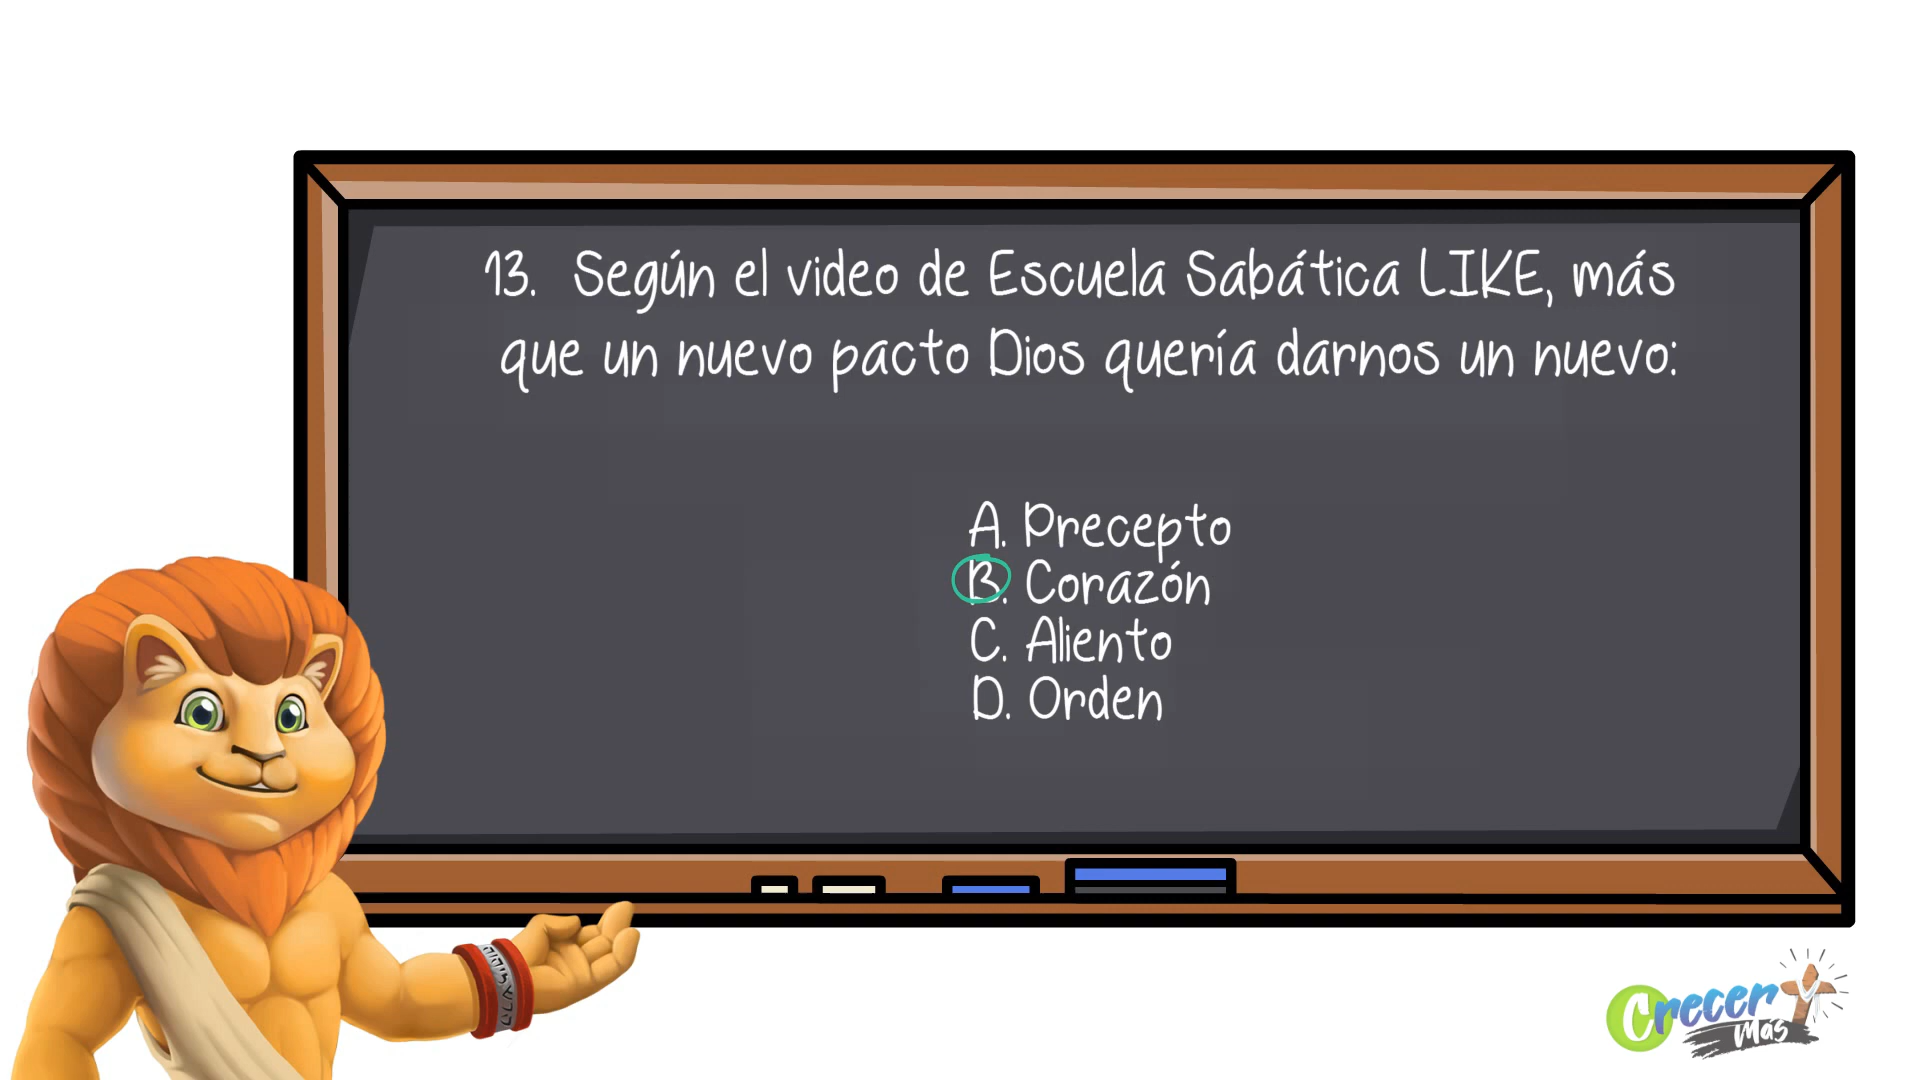 13. Según el video de Escuela Sabática LIKE, más
que un nuevo pacto Dios quería darnos un nuevo:
A. Precepto
B. Corazón
C. Aliento
D. Orden
Crecer
Más